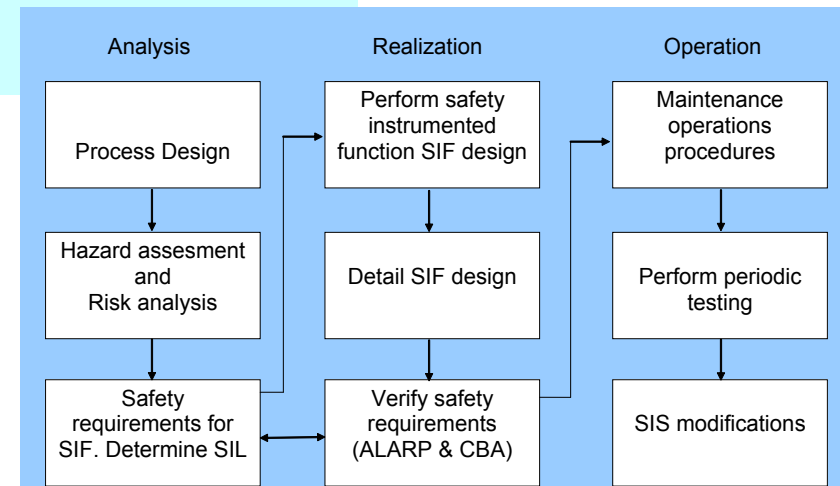 Analysis
Process Design
Hazard assesment
and
Risk analysis
Safety
requirements for
SIF. Determine SIL
Realization
Perform safety
instrumented
function SIF design
Detail SIF design
Verify safety
requirements
(ALARP & CBA)
Operation
Maintenance
operations
procedures
Perform periodic
testing
SIS modifications